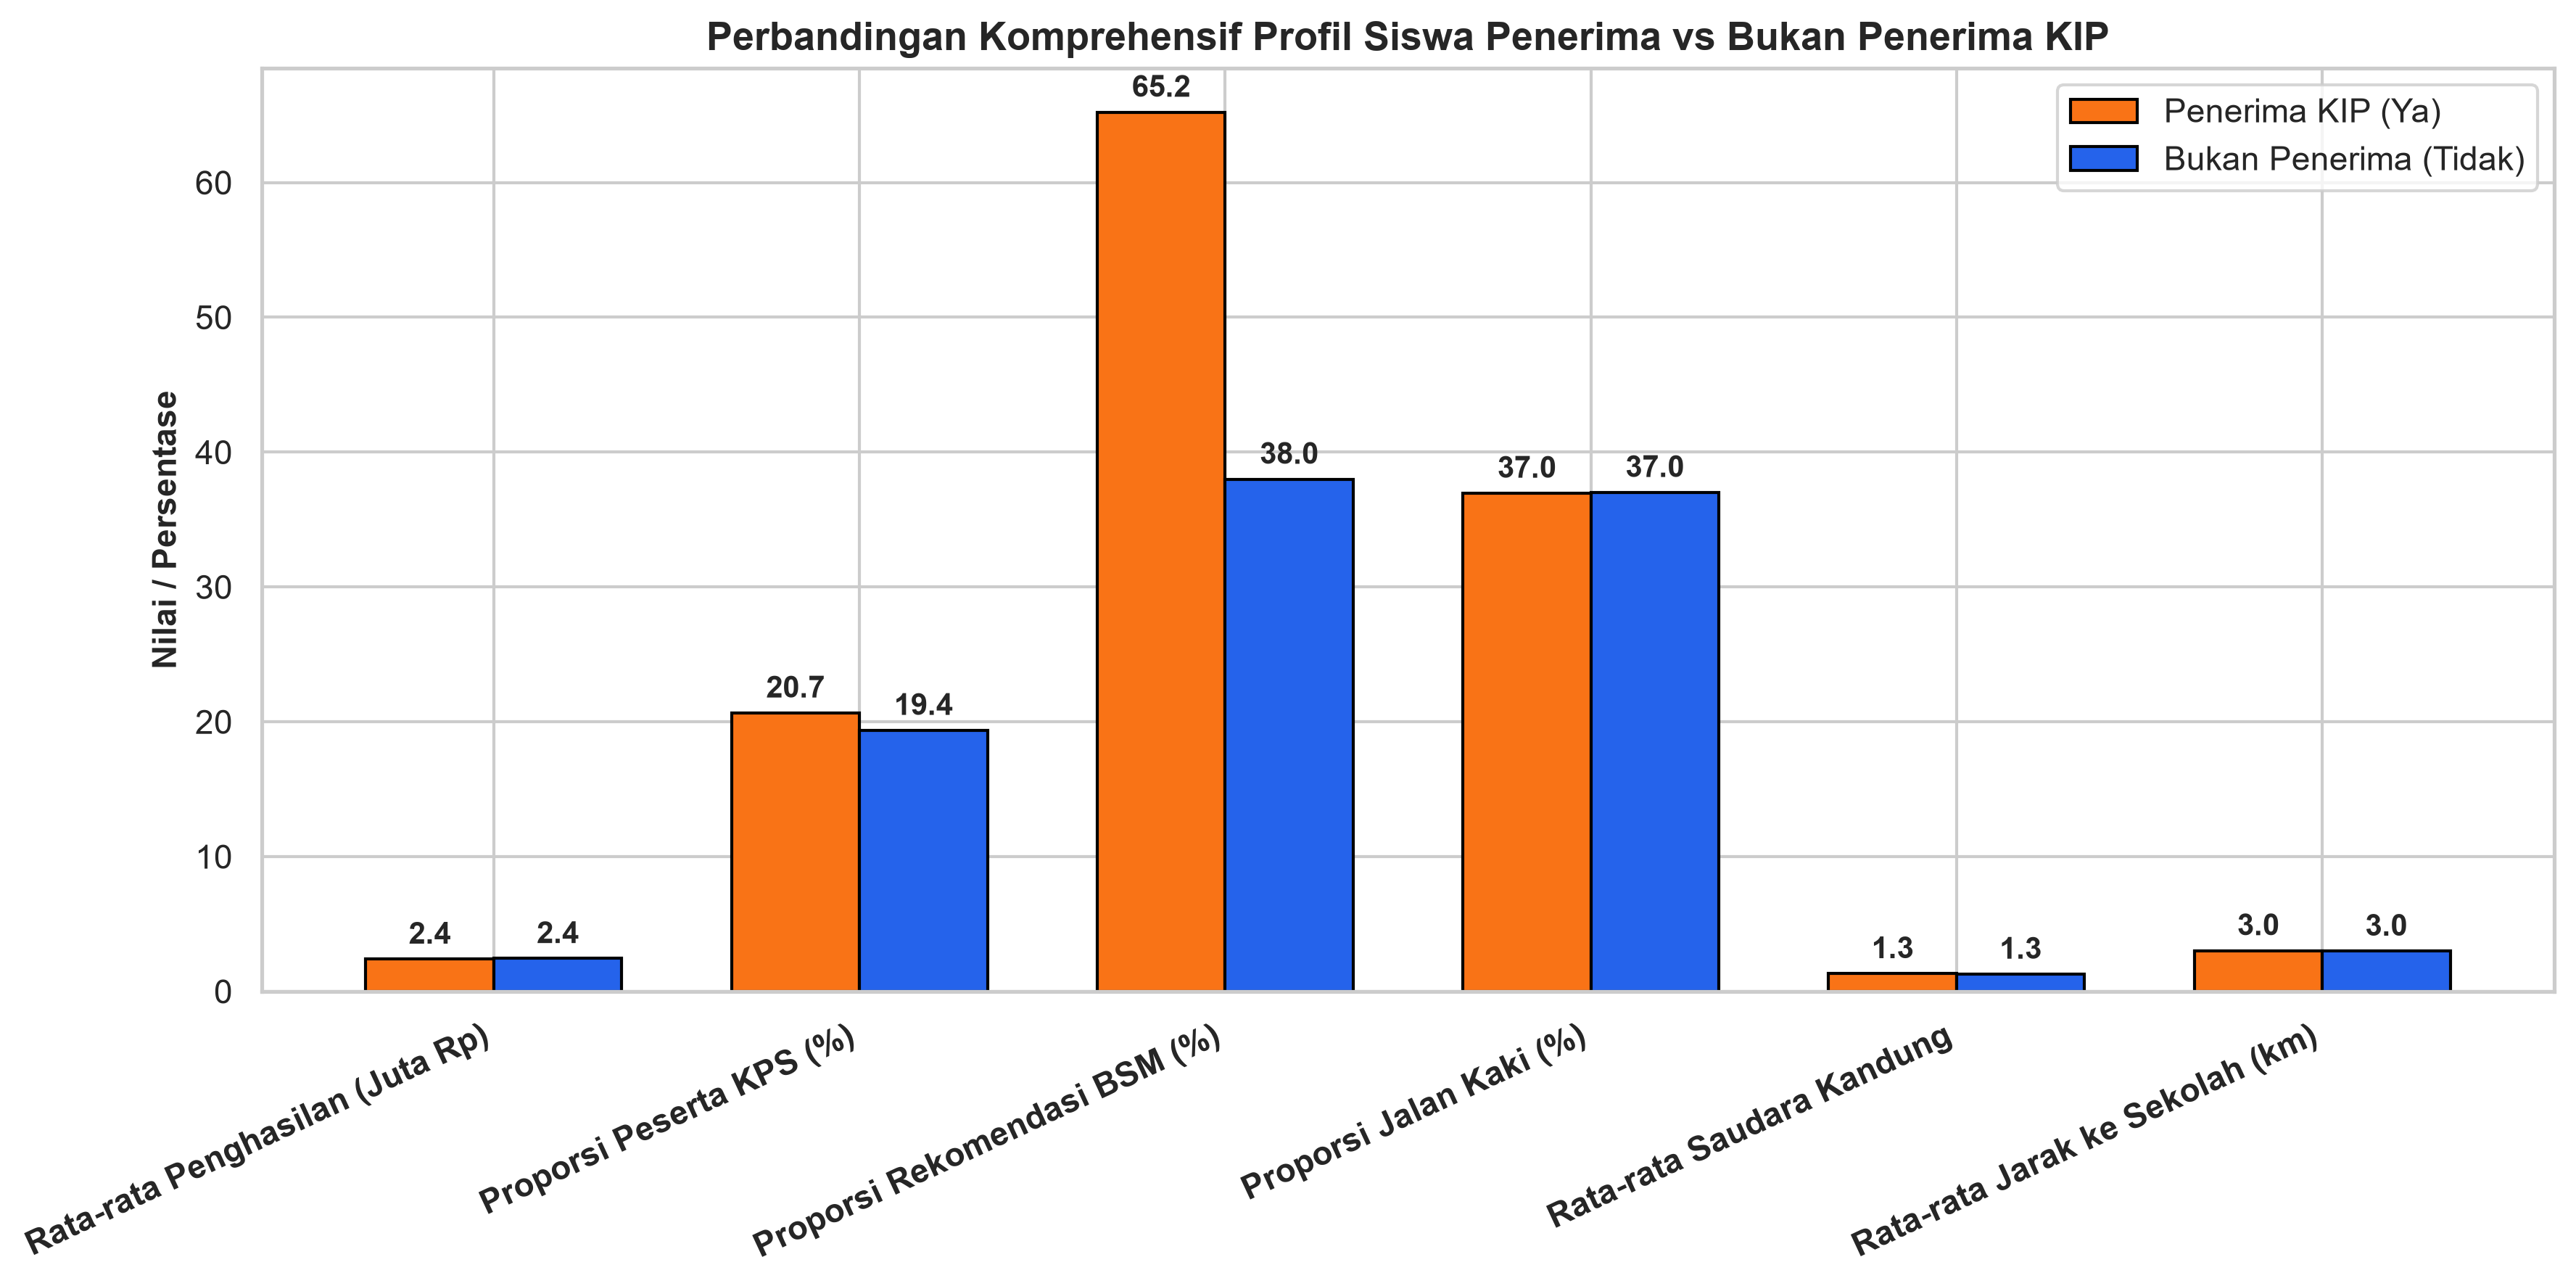 Perbandingan Komprehensif Profil Siswa Penerima vs Bukan Penerima KIP
Penerima KIP (Ya)
Bukan Penerima (Tidak)
Nilai / Persentase
60
50
40
30
20
10
0
2.4
2.4
20.7
19.4
65.2
38.0
37.0
37.0
1.3
1.3
3.0
3.0
Rata-rata Penghasilan (Juta Rp)
Proporsi Peserta KPS (%)
Proporsi Rekomendasi BSM (%)
Proporsi Jalan Kaki (%)
Rata-rata Saudara Kandung
Rata-rata Jarak ke Sekolah (km)